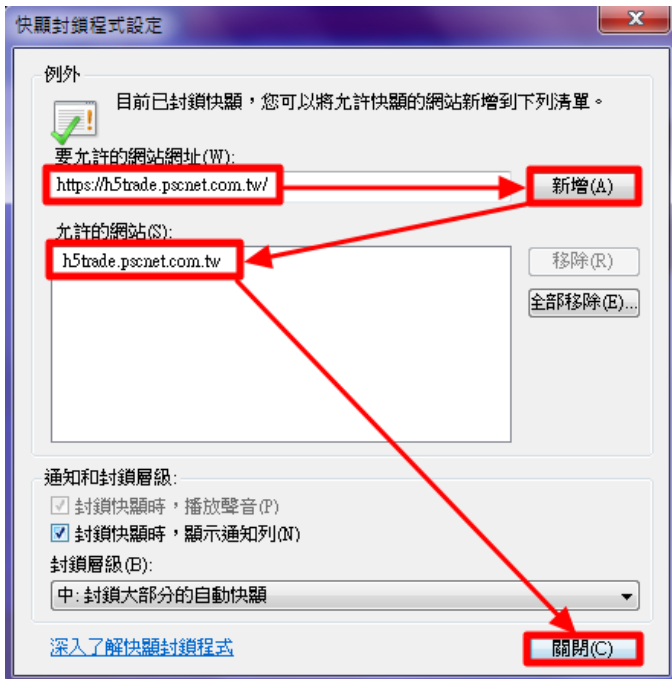 快顯封鎖程式設定
例外
目前已封鎖快顯，您可以將允許快顯的網站新增到下列清單。
要允許的網站網址(W):
https://h5trade.pscnet.com.tw/
新增(A)
允許的網站(S):
h5trade.pscnet.com.tw
移除(R)
全部移除(E)...
通知和封鎖層級:
封鎖快顯時，播放聲音(P)
封鎖快顯時，顯示通知列(N)
封鎖層級(B):
中: 封鎖大部分的自動快顯
深入了解快顯封鎖程式
關閉(C)